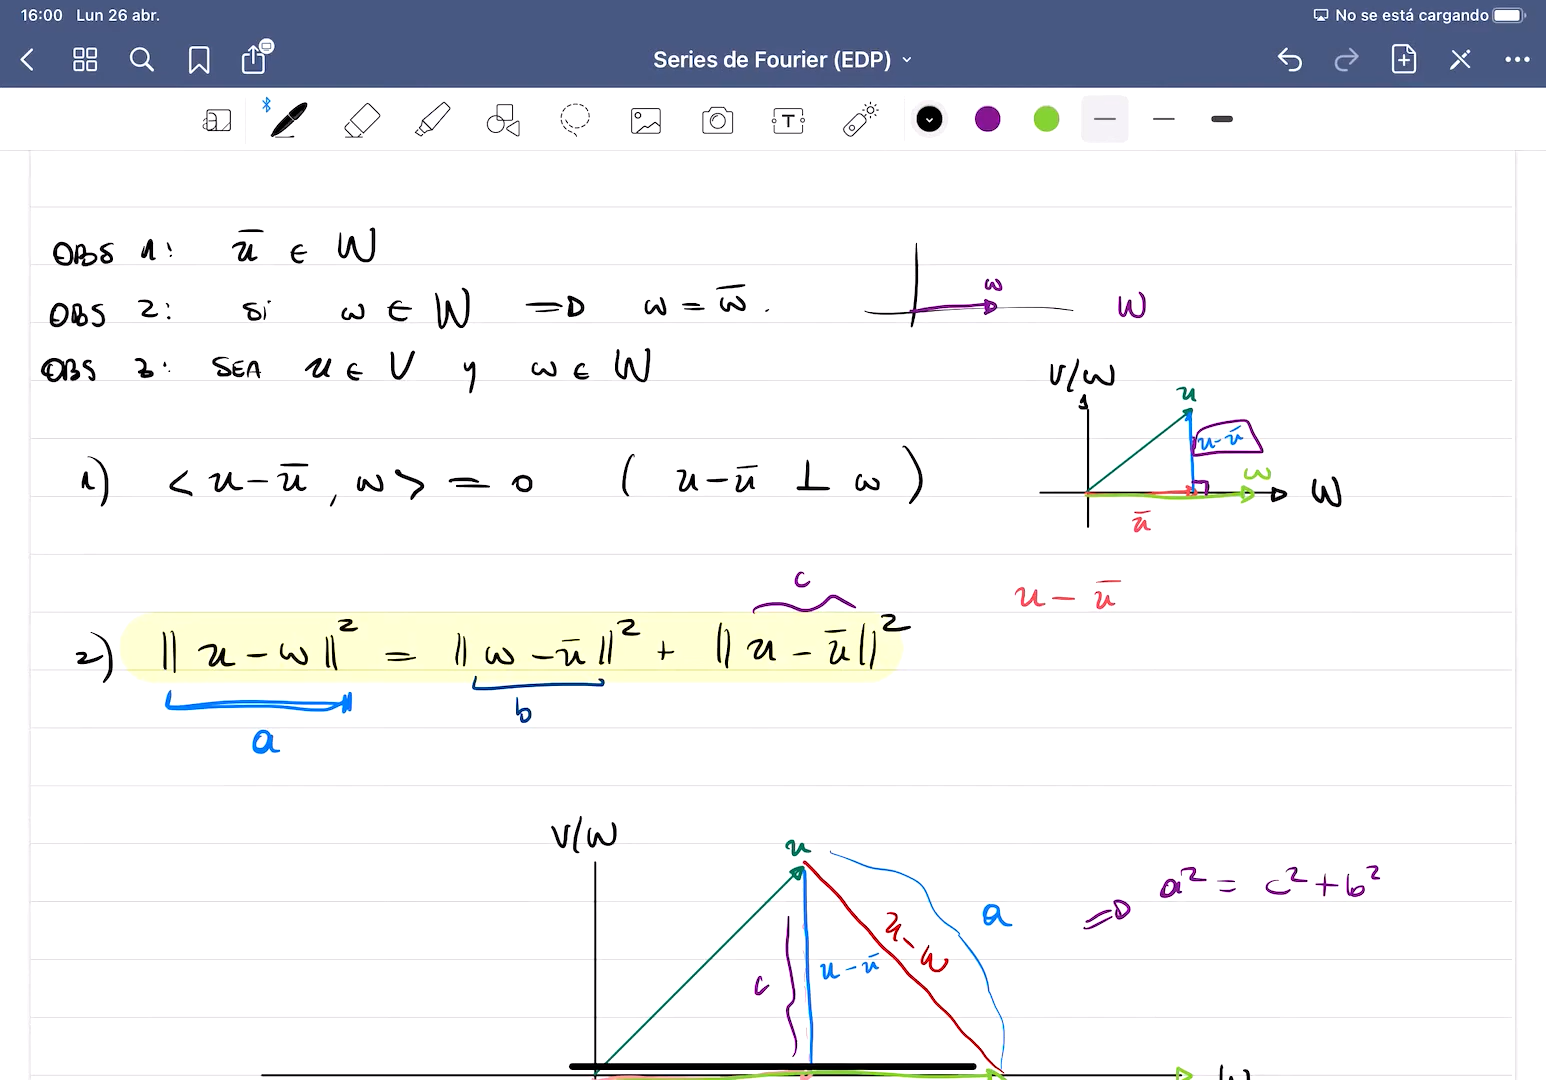 16:00 Lun 26 abr. No se está cargando
Series de Fourier (EDP)
T
OBS 1: ū ∈ W
OBS 2: si w ∈ W ⇒ w = w̄.
w W
OBS 3: SEA u ∈ V y w ∈ W
V/W
u
u-ū
w
W
ū
1) < u-ū, w > = 0 ( u-ū ⊥ w )
c
u - ū
2) || u - w ||² = || w - ū ||² + || u - ū ||²
b
a
V/W
u
⇒ a² = c² + b²
a
u-w
u-ū
c
W